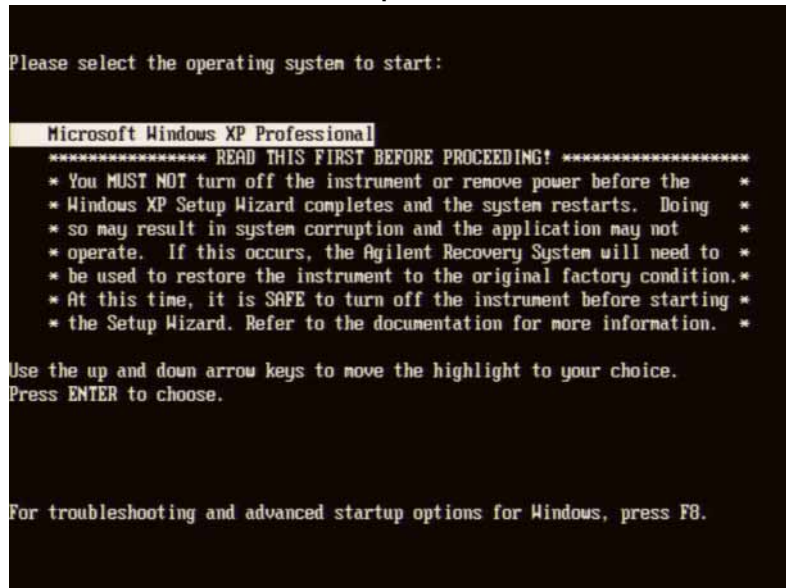 Please select the operating system to start:
Microsoft Windows XP Professional
**************** READ THIS FIRST BEFORE PROCEEDING! *******************
* You MUST NOT turn off the instrument or remove power before the *
* Windows XP Setup Wizard completes and the system restarts. Doing *
* so may result in system corruption and the application may not *
* operate. If this occurs, the Agilent Recovery System will need to *
* be used to restore the instrument to the original factory condition.*
* At this time, it is SAFE to turn off the instrument before starting *
* the Setup Wizard. Refer to the documentation for more information. *
Use the up and down arrow keys to move the highlight to your choice.
Press ENTER to choose.
For troubleshooting and advanced startup options for Windows, press F8.